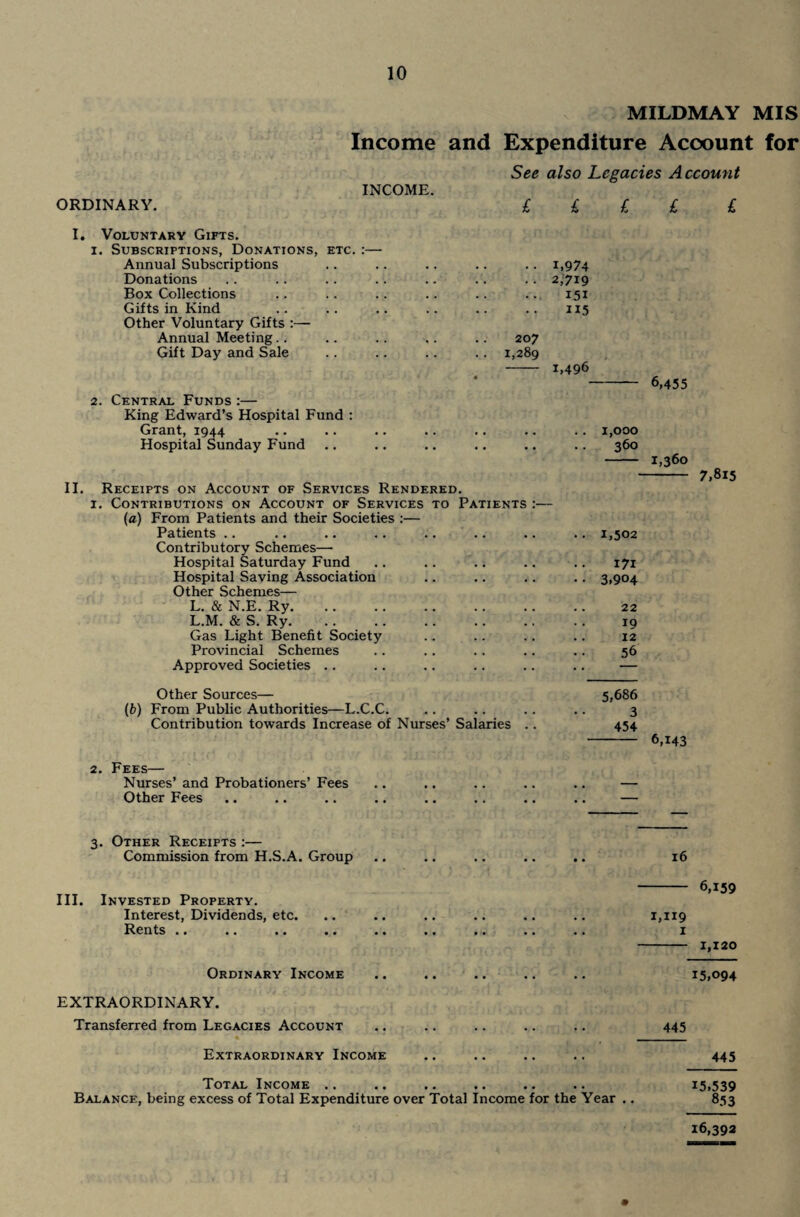 10
MILDMAY MIS
Income and Expenditure Account for
See also Legacies Account
INCOME.
ORDINARY. £ £ £ £ £
I. Voluntary Gifts.
1. Subscriptions, Donations, etc. :—
Annual Subscriptions .. .. .. .. .. 1,974
Donations .. .. .. .. .. .. .. 2,719
Box Collections .. .. .. .. .. .. 151
Gifts in Kind .. .. .. .. .. .. 115
Other Voluntary Gifts :—
Annual Meeting .. .. .. .. .. 207
Gift Day and Sale .. .. .. .. 1,289
—— 1,496
—— 6,455
2. Central Funds :—
King Edward's Hospital Fund :
Grant, 1944 .. .. .. .. .. .. .. 1,000
Hospital Sunday Fund .. .. .. .. .. .. 360
—— 1,360
—— 7,815
II. Receipts on Account of Services Rendered.
1. Contributions on Account of Services to Patients :—
(a) From Patients and their Societies :—
Patients .. .. .. .. .. .. .. .. 1,502
Contributory Schemes—
Hospital Saturday Fund .. .. .. .. .. 171
Hospital Saving Association .. .. .. .. 3,904
Other Schemes—
L. & N.E. Ry. .. .. .. .. .. .. 22
L.M. & S. Ry. .. .. .. .. .. .. 19
Gas Light Benefit Society .. .. .. .. 12
Provincial Schemes .. .. .. .. .. 56
Approved Societies .. .. .. .. .. .. —
Other Sources— 5,686
(b) From Public Authorities—L.C.C. .. .. .. .. 3
Contribution towards Increase of Nurses' Salaries .. 454
—— 6,143
2. Fees—
Nurses' and Probationers' Fees .. .. .. .. .. —
Other Fees .. .. .. .. .. .. .. .. —
—
3. Other Receipts :—
Commission from H.S.A. Group .. .. .. .. .. 16
—— 6,159
III. Invested Property.
Interest, Dividends, etc. .. .. .. .. .. .. 1,119
Rents .. .. .. .. .. .. .. .. .. 1
—— 1,120
Ordinary Income .. .. .. .. .. 15,094
EXTRAORDINARY.
Transferred from Legacies Account .. .. .. .. .. 445
Extraordinary Income .. .. .. .. 445
Total Income .. .. .. .. .. .. 15,539
Balance, being excess of Total Expenditure over Total Income for the Year .. 853
16,392